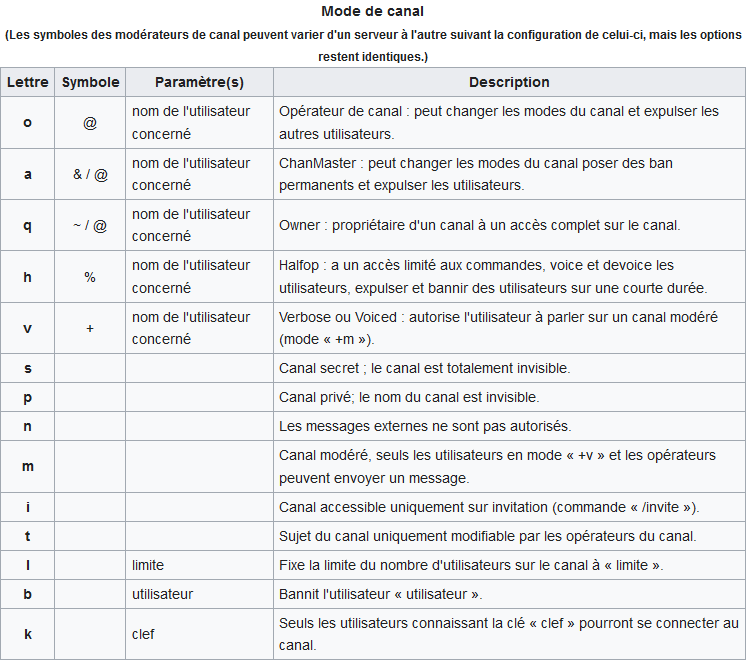 Mode de canal
(Les symboles des modérateurs de canal peuvent varier d'un serveur à l'autre suivant la configuration de celui-ci, mais les options
restent identiques.)
Lettre Symbole Paramètre(s) Description
o @ nom de l'utilisateur concerné Opérateur de canal : peut changer les modes du canal et expulser les
autres utilisateurs.
a & / @ nom de l'utilisateur concerné ChanMaster : peut changer les modes du canal poser des ban
permanents et expulser les utilisateurs.
q ~ / @ nom de l'utilisateur concerné Owner : propriétaire d'un canal à un accès complet sur le canal.
h % nom de l'utilisateur concerné Halfop : a un accès limité aux commandes, voice et devoice les
utilisateurs, expulser et bannir des utilisateurs sur une courte durée.
v + nom de l'utilisateur concerné Verbose ou Voiced : autorise l'utilisateur à parler sur un canal modéré
(mode « +m »).
s Canal secret ; le canal est totalement invisible.
p Canal privé; le nom du canal est invisible.
n Les messages externes ne sont pas autorisés.
m Canal modéré, seuls les utilisateurs en mode « +v » et les opérateurs
peuvent envoyer un message.
i Canal accessible uniquement sur invitation (commande « /invite »).
t Sujet du canal uniquement modifiable par les opérateurs du canal.
l limite Fixe la limite du nombre d'utilisateurs sur le canal à « limite ».
b utilisateur Bannit l'utilisateur « utilisateur ».
k clef Seuls les utilisateurs connaissant la clé « clef » pourront se connecter au
canal.